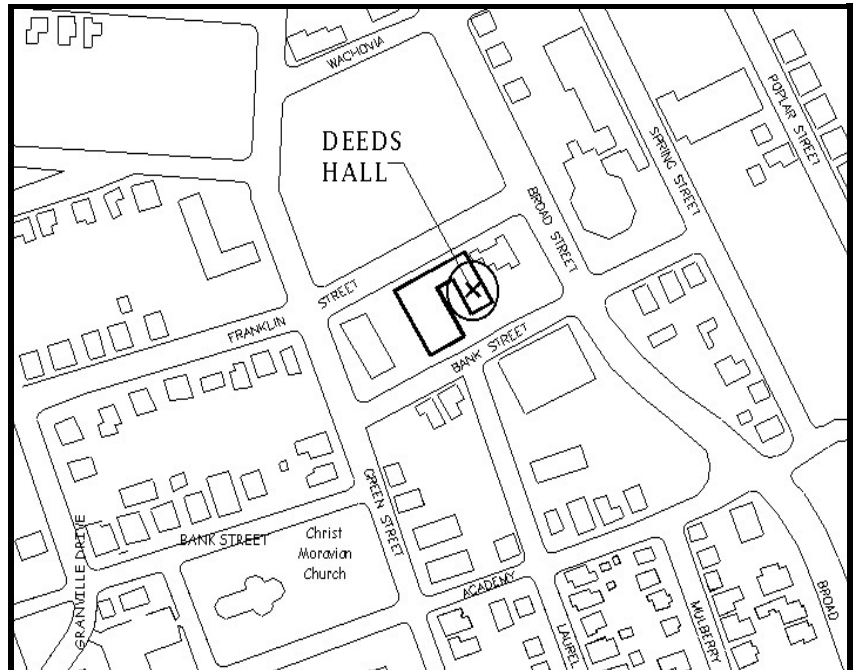 WACHOVIA
POPLAR STREET
DEEDS
HALL
SPRING STREET
BROAD STREET
STREET
FRANKLIN
BANK STREET
GREEN STREET
GRANVILLE DRIVE
BANK STREET
Christ
Moravian
Church
ACADEMY
LAUREL
MULBERRY
BROAD